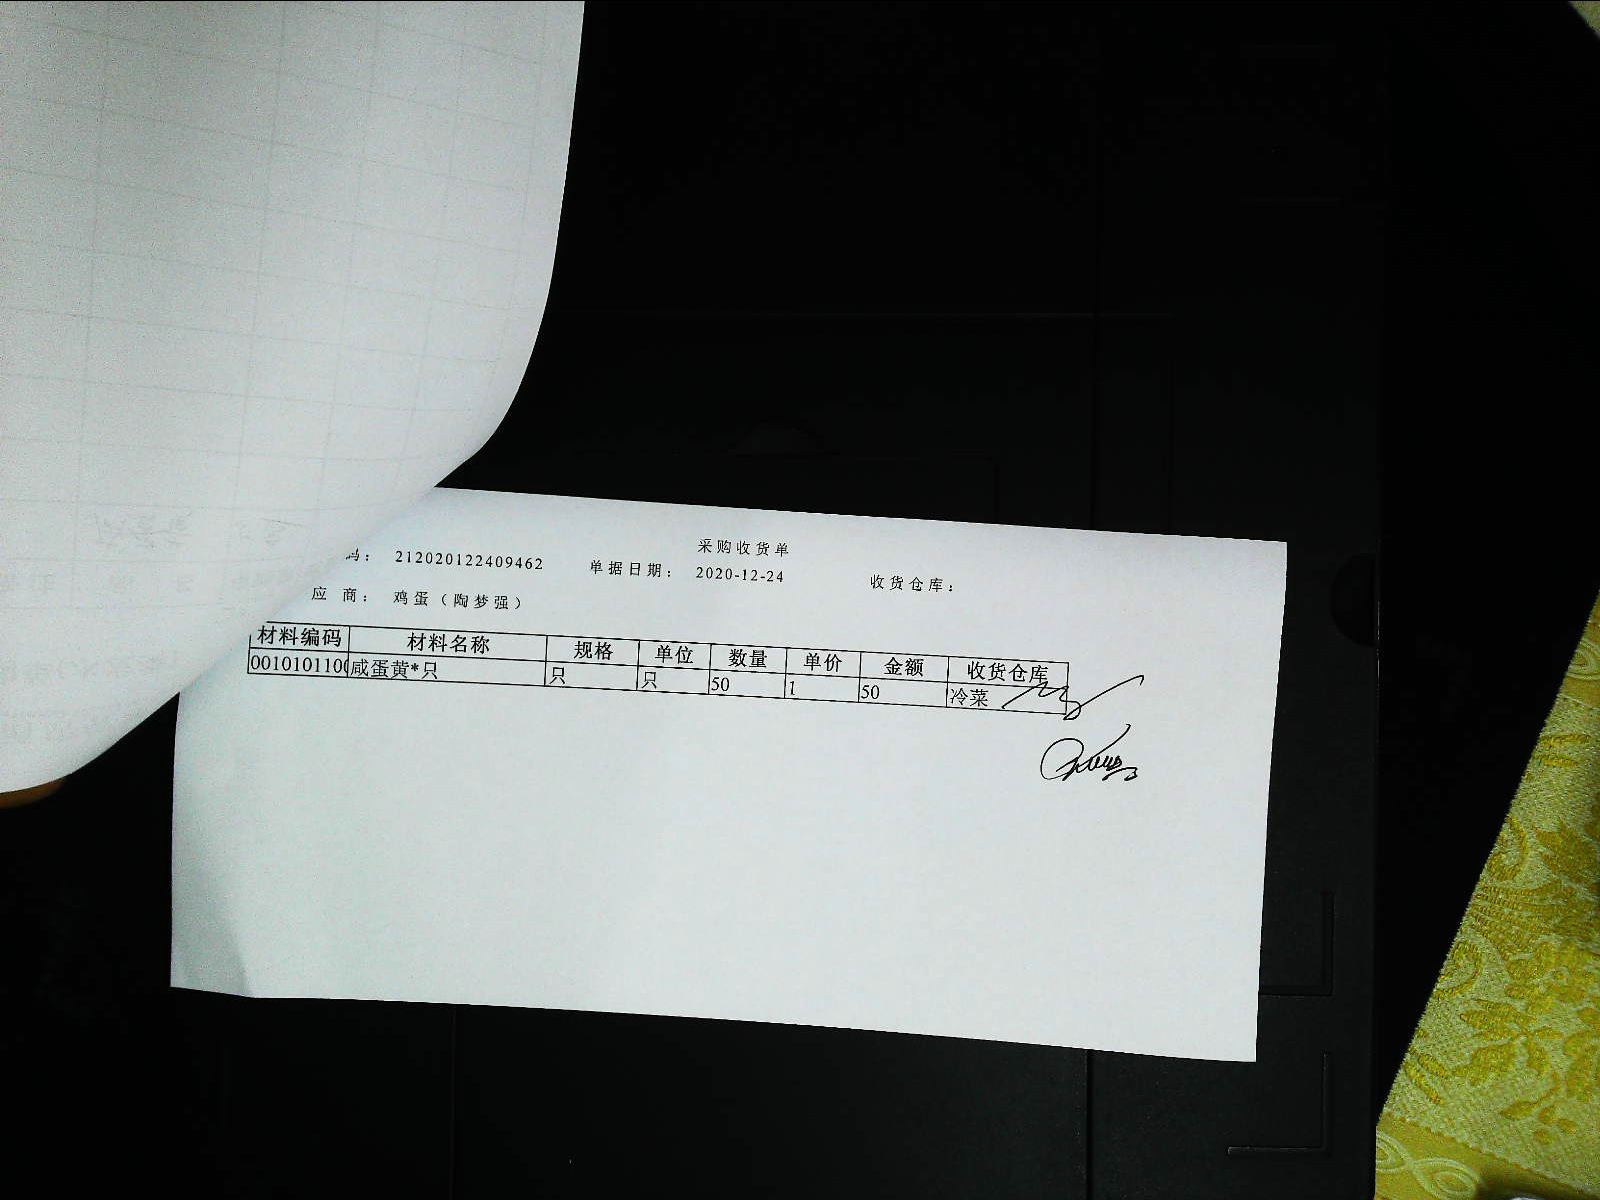 采购收货单
码： 212020122409462 单据日期： 2020-12-24 收货仓库：
应 商： 鸡蛋（陶梦强）
材料编码 材料名称 规格 单位 数量 单价 金额 收货仓库
0010101100 咸蛋黄*只 只 只 50 1 50 冷菜